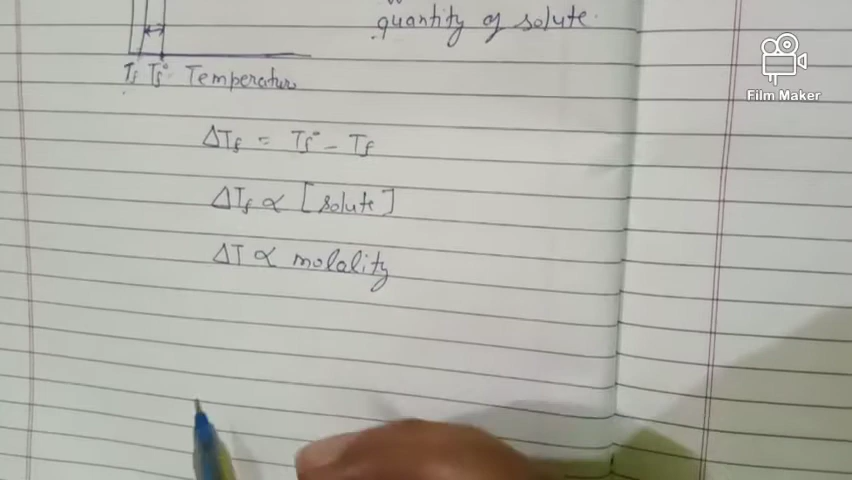 quantity of solute.
Film Maker
Tf Tf° Temperature
ΔTf = Tf° - Tf
ΔTf ∝ [solute]
ΔT ∝ molality